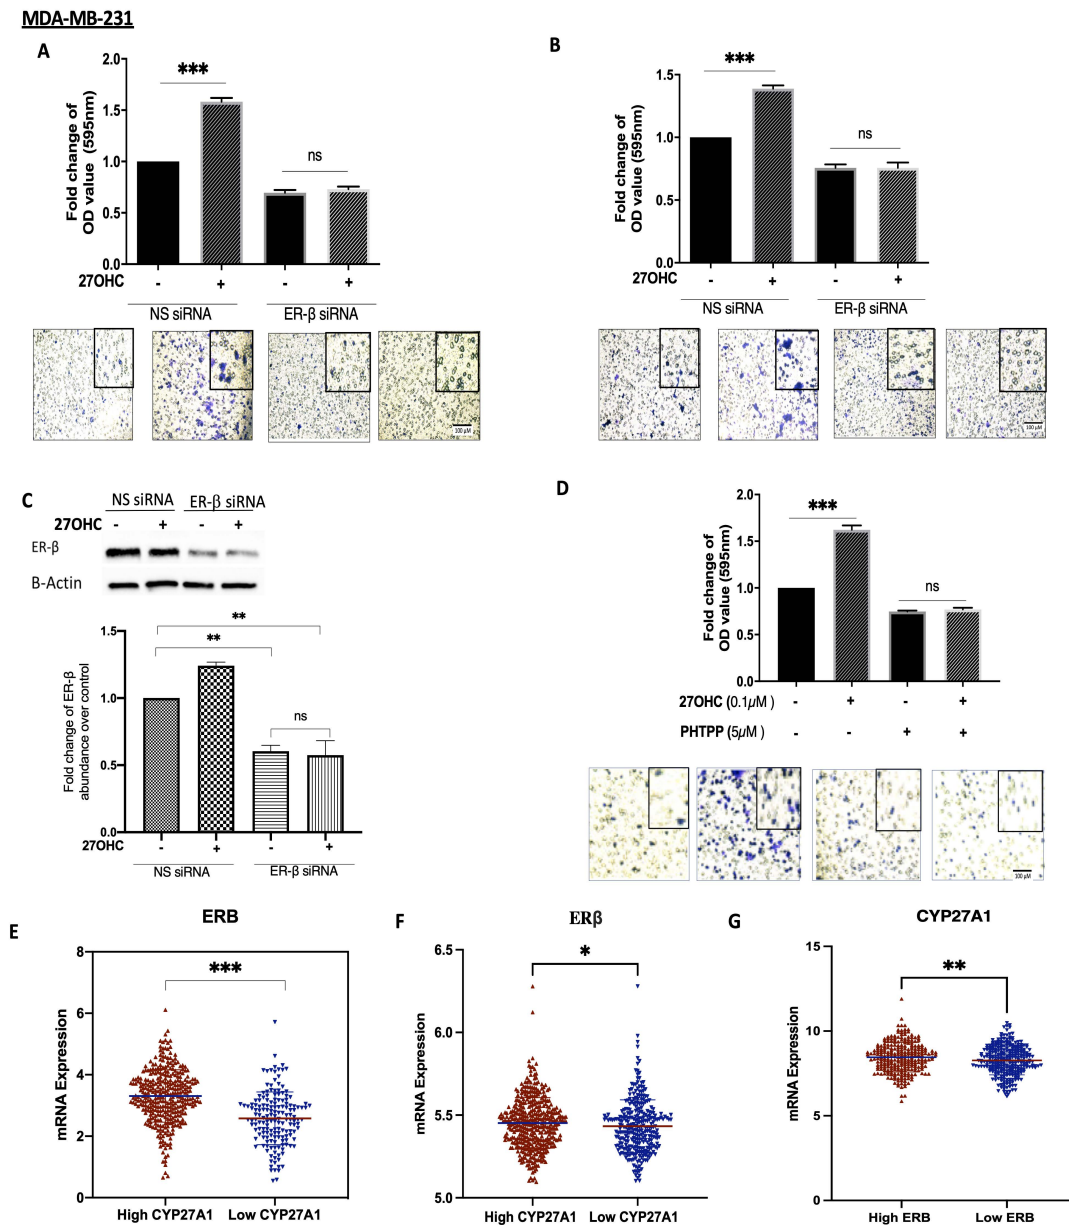 MDA-MB-231
A
Fold change of
OD value (595nm)
2.0
1.5
1.0
0.5
0.0
***
ns
27OHC - + - +
NS siRNA ER-β siRNA
100 µM
B
Fold change of
OD value (595nm)
1.5
1.0
0.5
0.0
***
ns
27OHC - + - +
NS siRNA ER-β siRNA
100 µM
C
NS siRNA ER-β siRNA
27OHC - + - +
ER-β
B-Actin
Fold change of ER-β
abundance over control
1.5
1.0
0.5
0.0
**
**
ns
27OHC - + - +
NS siRNA ER-β siRNA
D
Fold change of
OD value (595nm)
2.0
1.5
1.0
0.5
0.0
***
ns
27OHC (0.1µM ) - + - +
PHTPP (5µM ) - - + +
100 µM
E
ERB
mRNA Expression
8
6
4
2
0
***
High CYP27A1 Low CYP27A1
F
ERβ
mRNA Expression
6.5
6.0
5.5
5.0
*
High CYP27A1 Low CYP27A1
G
CYP27A1
mRNA Expression
15
10
5
0
**
High ERB Low ERB